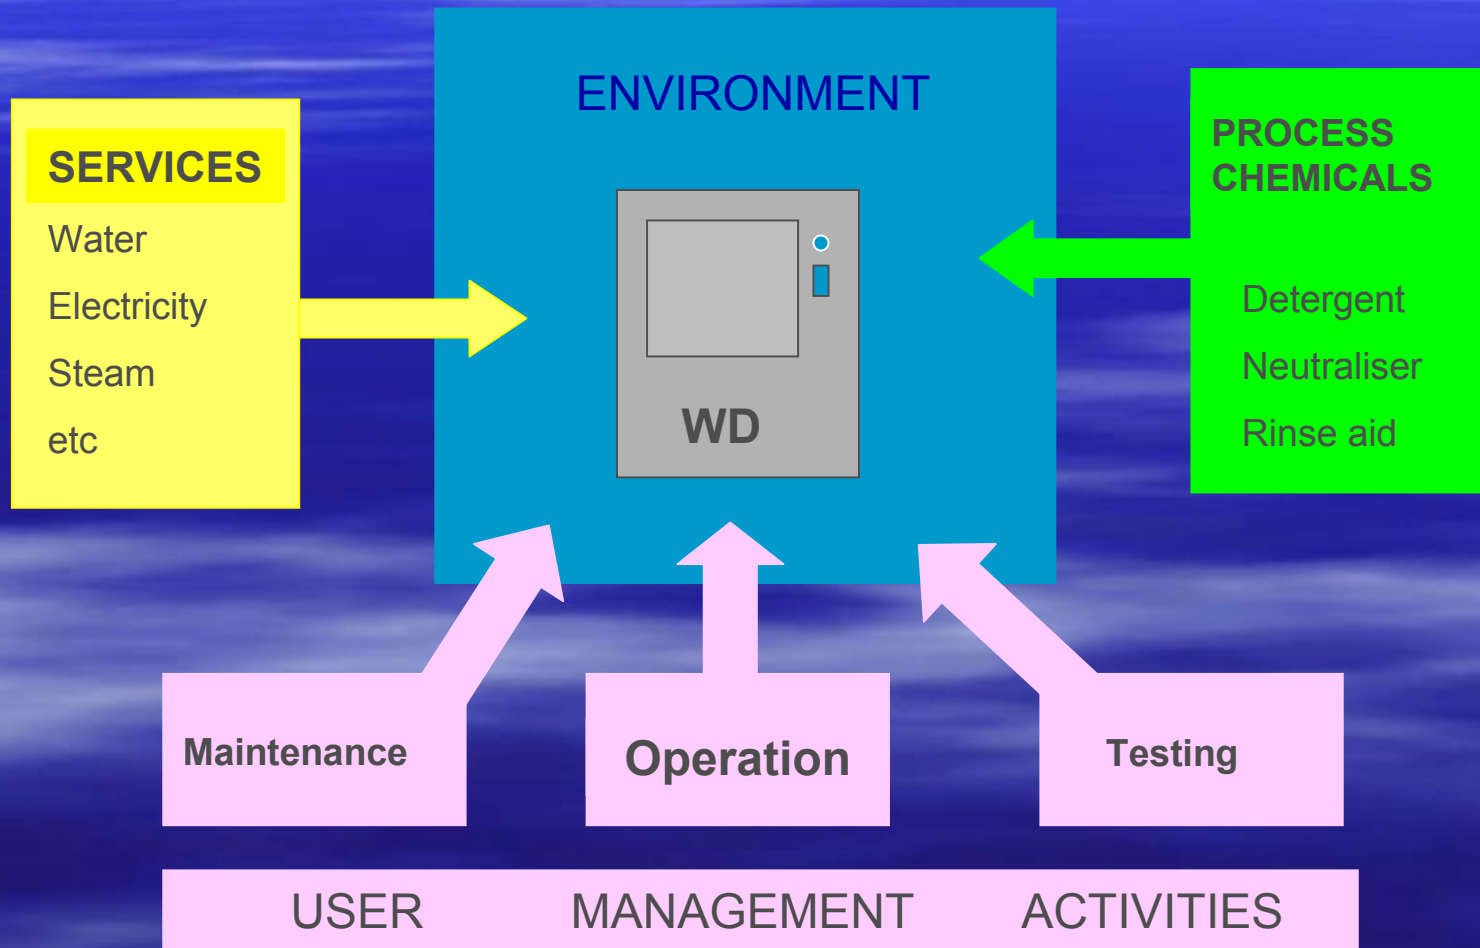 ENVIRONMENT
SERVICES
Water
Electricity
Steam
etc
WD
PROCESS
CHEMICALS
Detergent
Neutraliser
Rinse aid
Maintenance
Operation
Testing
USER MANAGEMENT ACTIVITIES